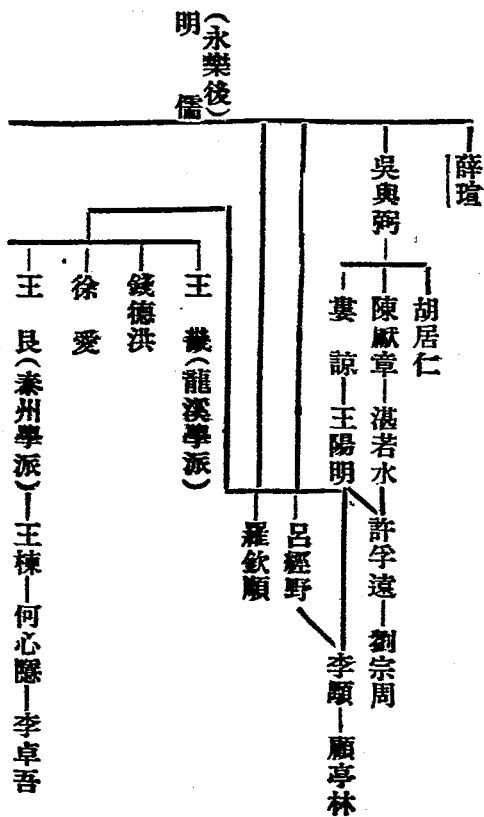 明儒
(永樂後)
薛瑄
吳與弼
胡居仁
陳獻章
湛若水
許孚遠
劉宗周
婁諒
王陽明
李顒
顧亭林
呂經野
羅欽順
王畿(龍溪學派)
錢德洪
徐愛
王艮(泰州學派)
王棟
何心隱
李卓吾